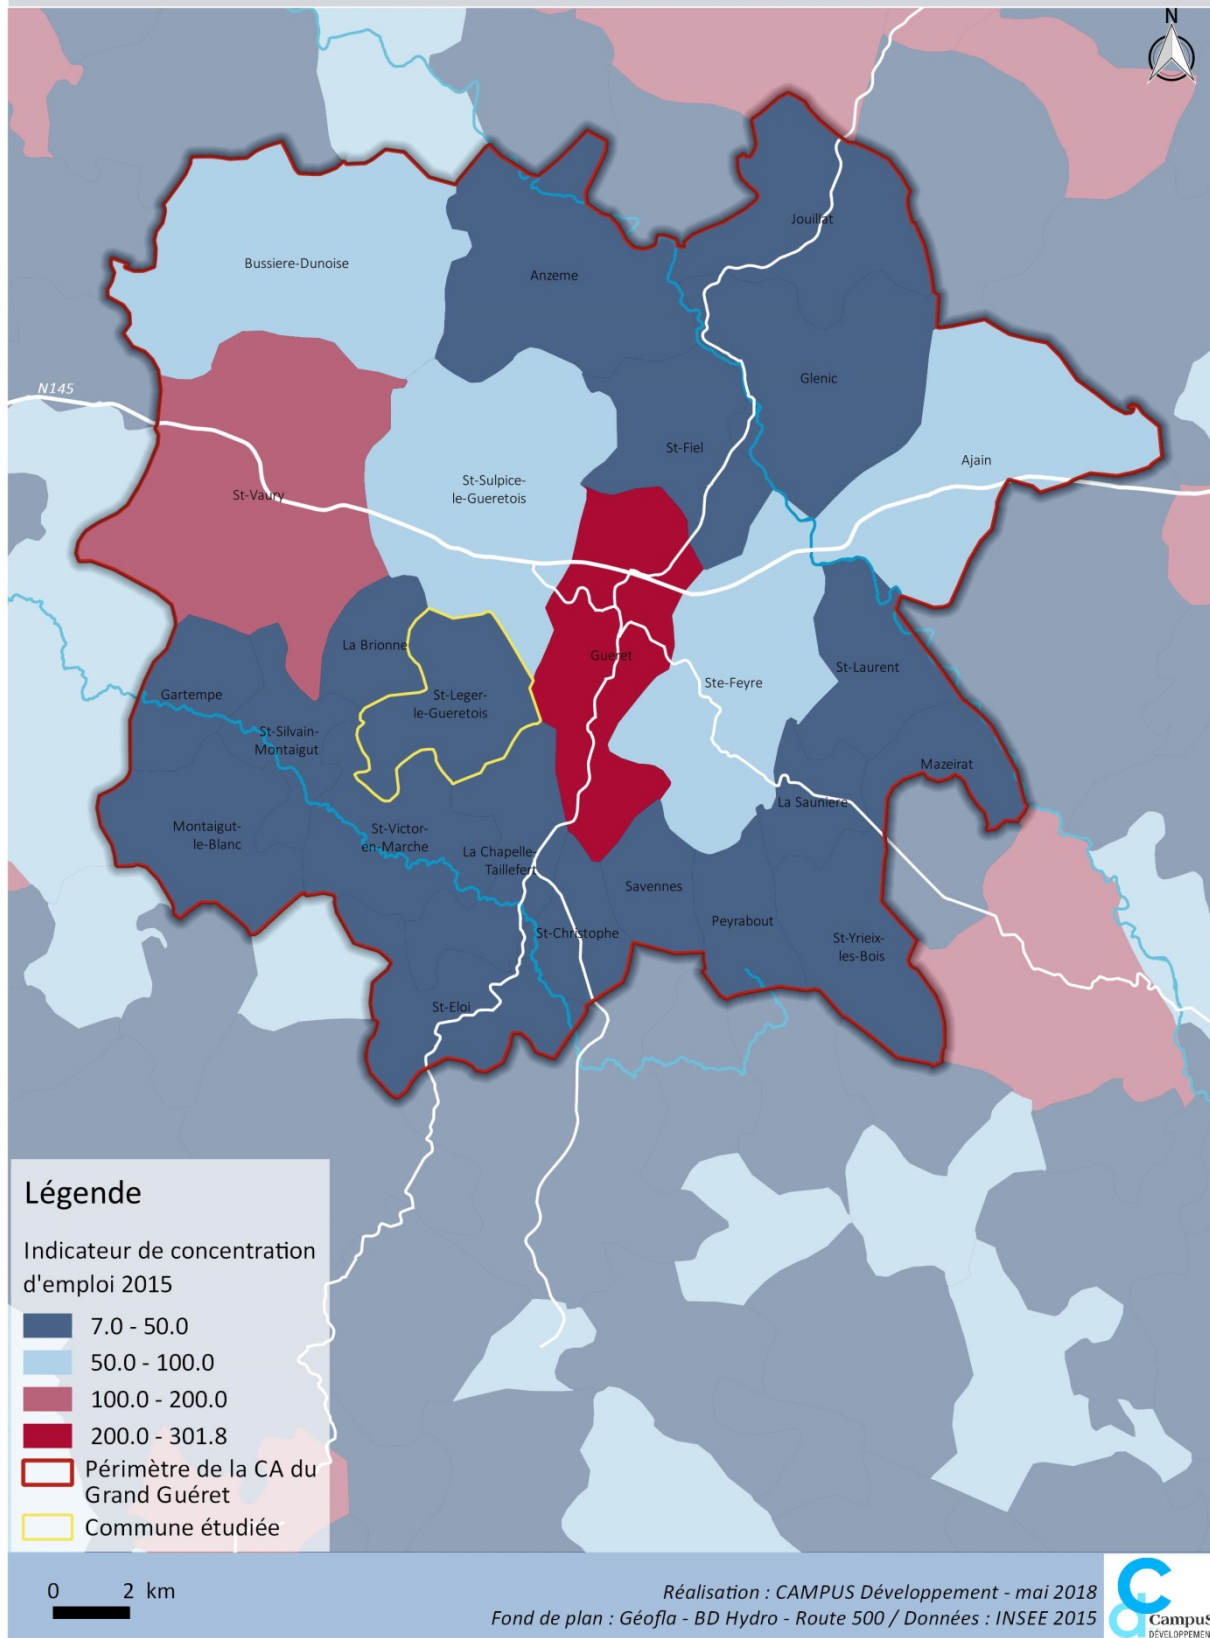 N
Jouillat
Bussiere-Dunoise
Anzeme
Glenic
N145
St-Fiel
Ajain
St-Vaury
St-Sulpice-
le-Gueretois
La Brionne
Gueret
St-Laurent
Ste-Feyre
Gartempe
St-Leger-
le-Gueretois
St-Silvain-
Montaigut
Mazeirat
La Sauniere
Montaigut-
le-Blanc
St-Victor-
en-Marche
La Chapelle-
Taillefert
Savennes
Peyrabout
St-Christophe
St-Yrieix-
les-Bois
St-Eloi
Légende
Indicateur de concentration
d'emploi 2015
7.0 - 50.0
50.0 - 100.0
100.0 - 200.0
200.0 - 301.8
Périmètre de la CA du
Grand Guéret
Commune étudiée
0 2 km
Réalisation : CAMPUS Développement - mai 2018
Fond de plan : Géofla - BD Hydro - Route 500 / Données : INSEE 2015
CampuS
DÉVELOPPEMENT